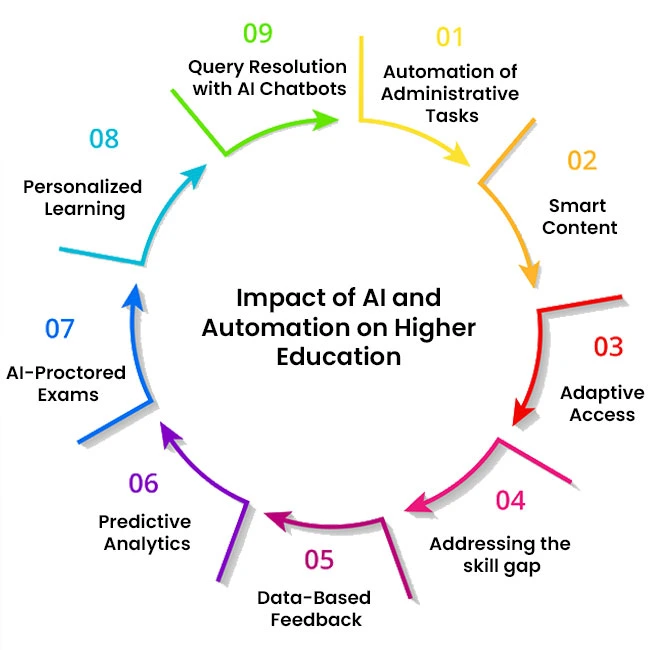 Impact of AI and
Automation on Higher
Education
01
Automation of
Administrative
Tasks
02
Smart
Content
03
Adaptive
Access
04
Addressing the
skill gap
05
Data-Based
Feedback
06
Predictive
Analytics
07
AI-Proctored
Exams
08
Personalized
Learning
09
Query Resolution
with AI Chatbots